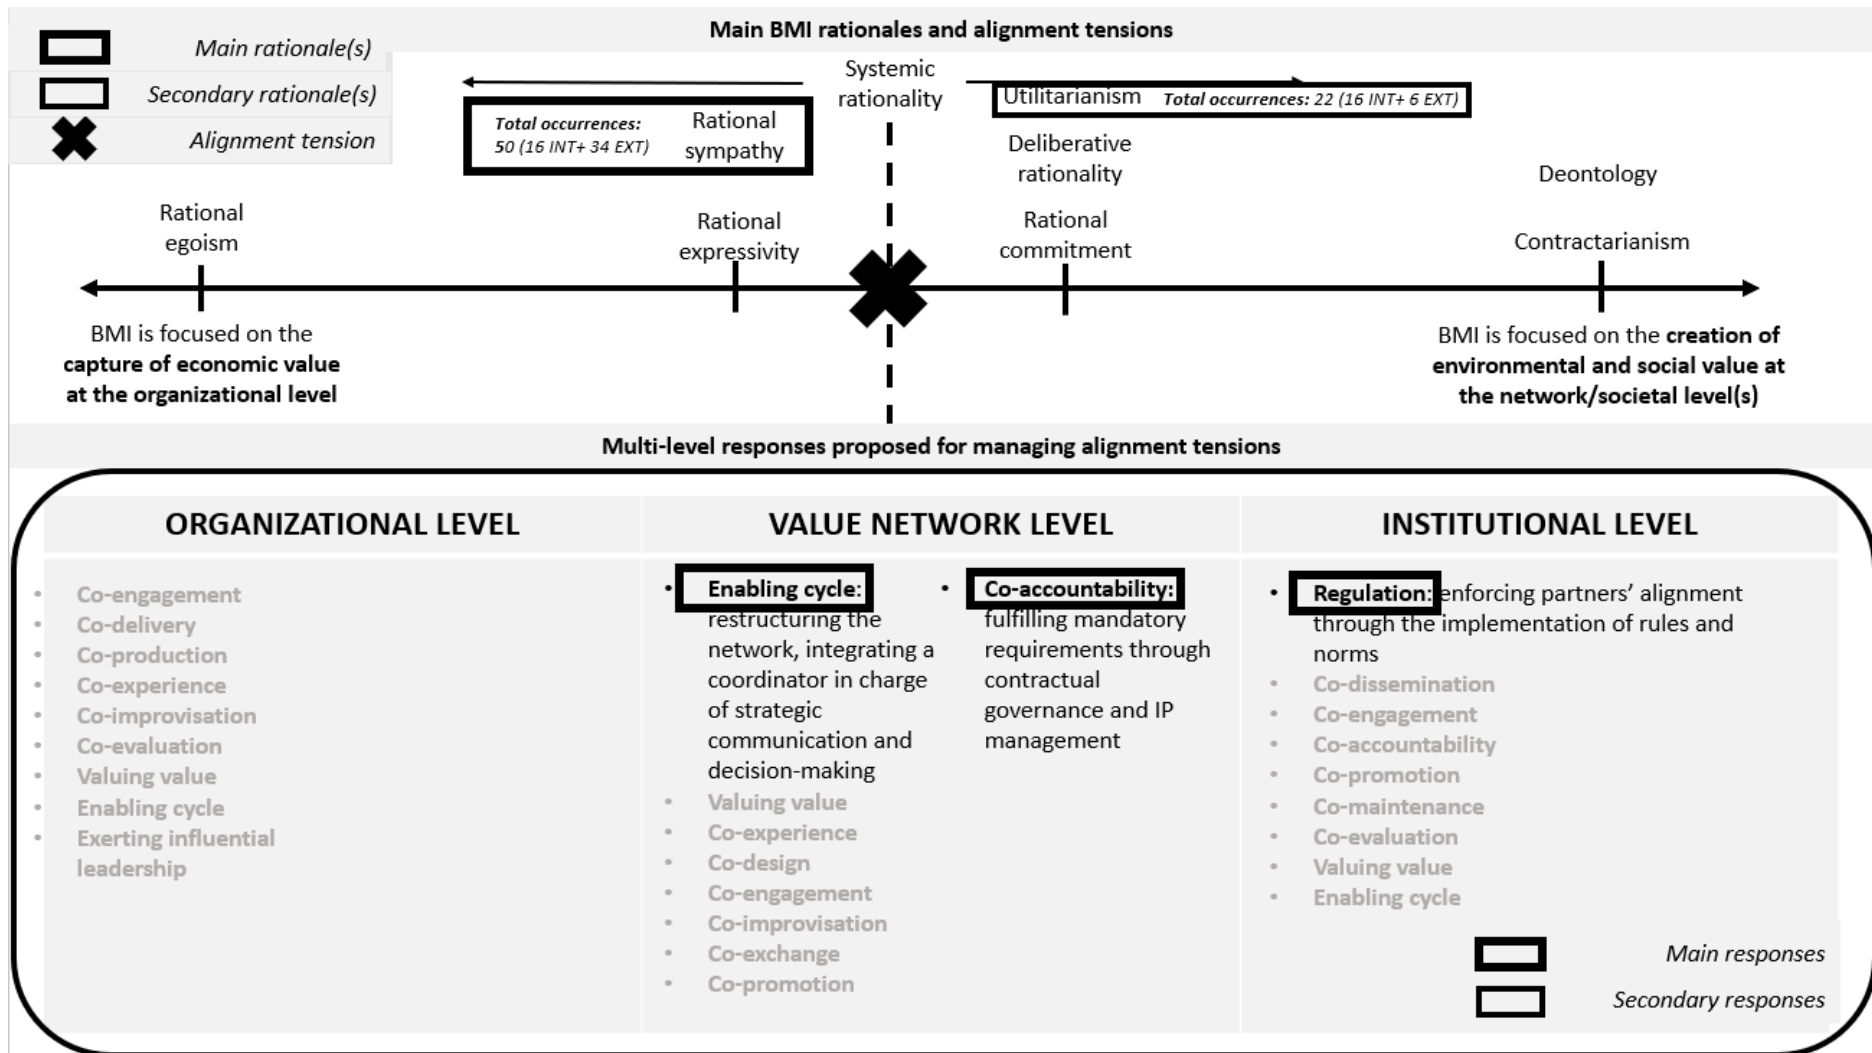 Main BMI rationales and alignment tensions
Main rationale(s)
Secondary rationale(s)
Alignment tension
Systemic
rationality
Total occurrences:
50 (16 INT+ 34 EXT)
Rational
sympathy
Utilitarianism
Total occurrences: 22 (16 INT+ 6 EXT)
Deliberative
rationality
Deontology
Rational
egoism
Rational
expressivity
Rational
commitment
Contractarianism
BMI is focused on the
capture of economic value
at the organizational level
BMI is focused on the creation of
environmental and social value at
the network/societal level(s)
Multi-level responses proposed for managing alignment tensions
ORGANIZATIONAL LEVEL
• Co-engagement
• Co-delivery
• Co-production
• Co-experience
• Co-improvisation
• Co-evaluation
• Valuing value
• Enabling cycle
• Exerting influential
leadership
VALUE NETWORK LEVEL
• Enabling cycle:
restructuring the
network, integrating a
coordinator in charge
of strategic
communication and
decision-making
• Valuing value
• Co-experience
• Co-design
• Co-engagement
• Co-improvisation
• Co-exchange
• Co-promotion
• Co-accountability:
fulfilling mandatory
requirements through
contractual
governance and IP
management
INSTITUTIONAL LEVEL
• Regulation: enforcing partners’ alignment
through the implementation of rules and
norms
• Co-dissemination
• Co-engagement
• Co-accountability
• Co-promotion
• Co-maintenance
• Co-evaluation
• Valuing value
• Enabling cycle
Main responses
Secondary responses